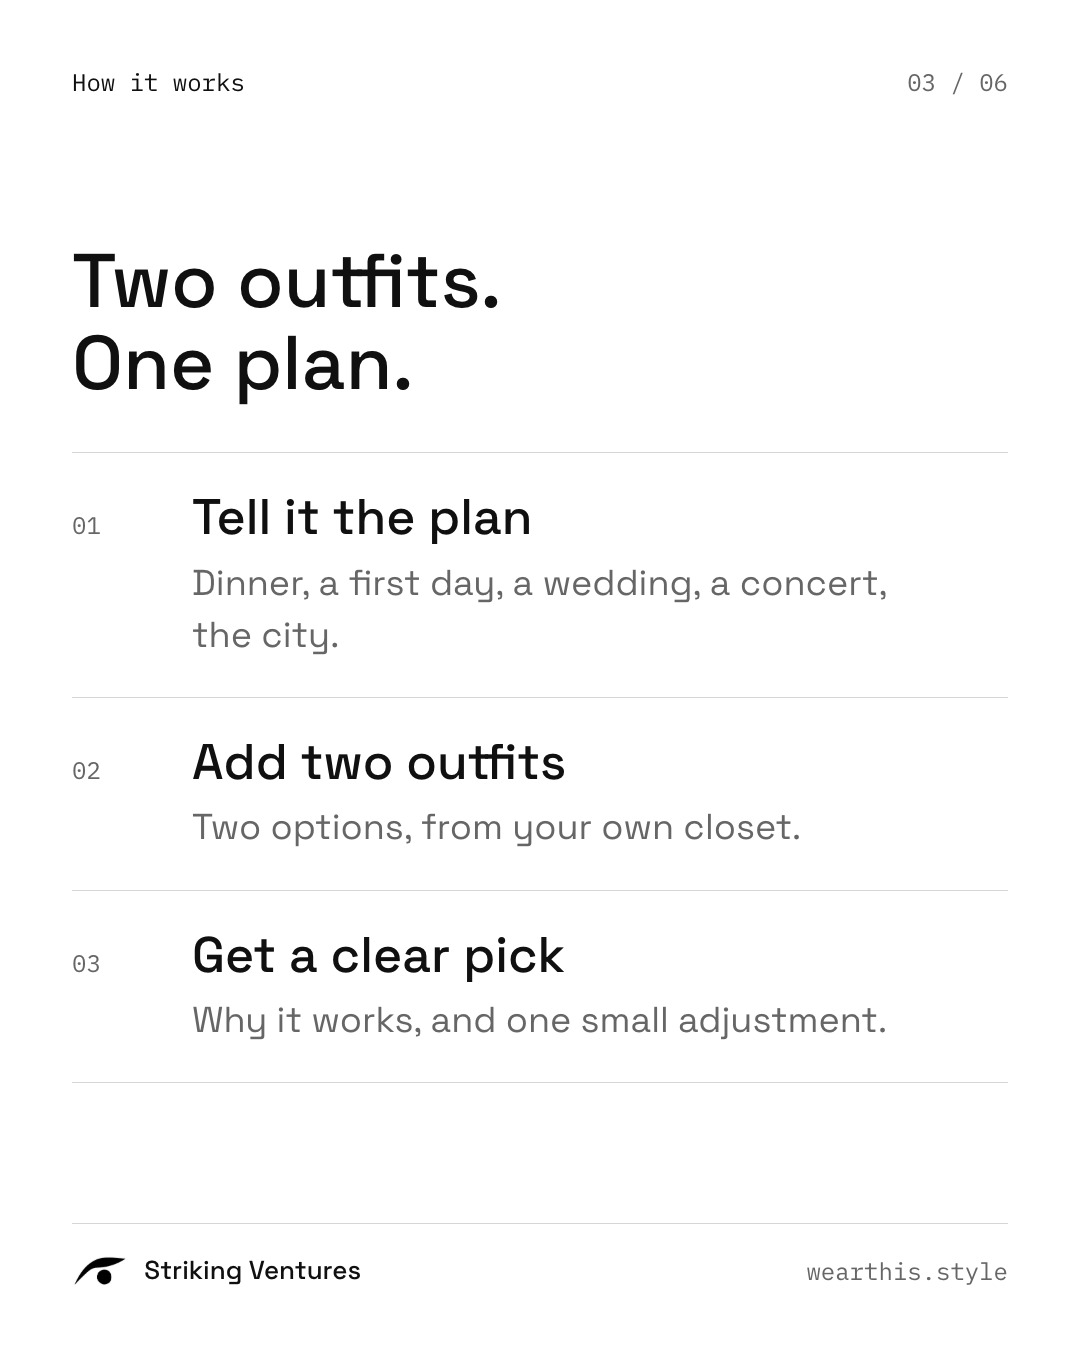 How it works
03 / 06
Two outfits.
One plan.
01
Tell it the plan
Dinner, a first day, a wedding, a concert,
the city.
02
Add two outfits
Two options, from your own closet.
03
Get a clear pick
Why it works, and one small adjustment.
Striking Ventures
wearthis.style